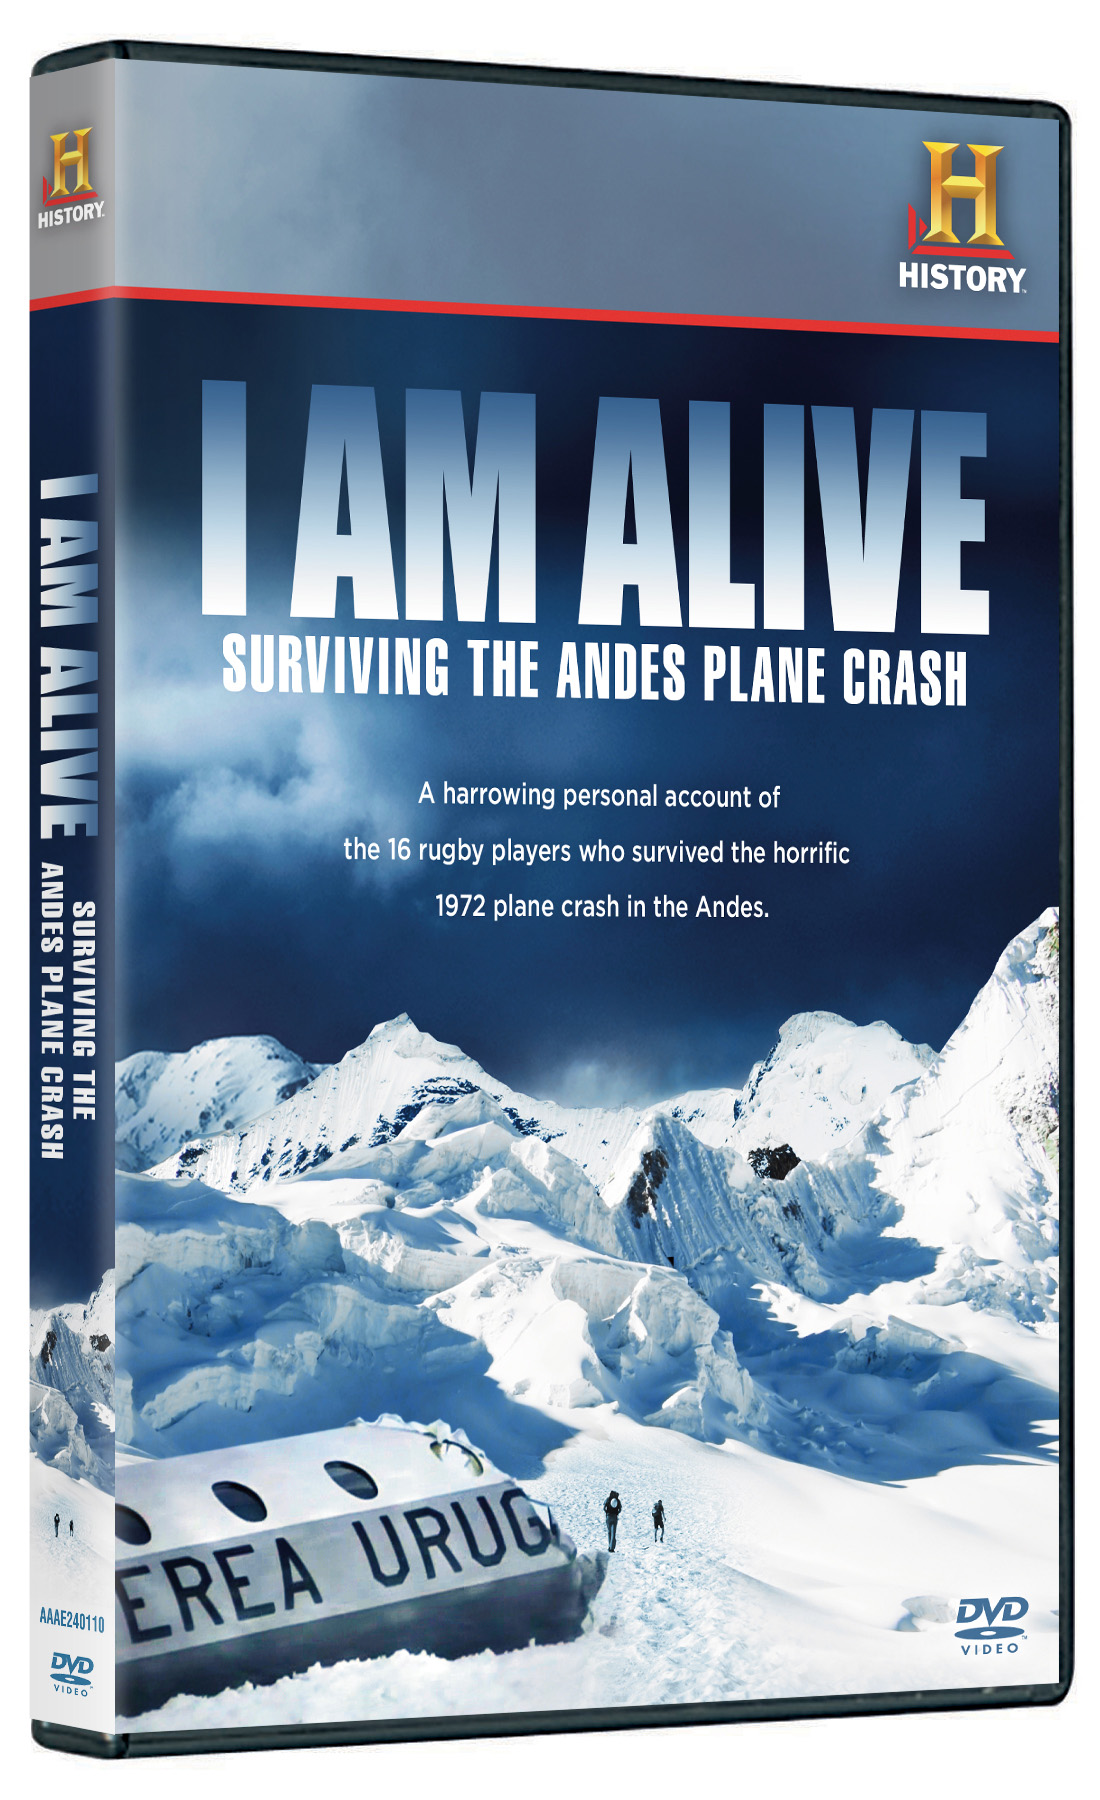 H
HISTORY
I AM ALIVE
SURVIVING THE
ANDES PLANE CRASH
AAAE240110
DVD
VIDEO
H
HISTORY
I AM ALIVE
SURVIVING THE ANDES PLANE CRASH
A harrowing personal account of
the 16 rugby players who survived the horrific
1972 plane crash in the Andes.
EREA URUG
DVD
VIDEO